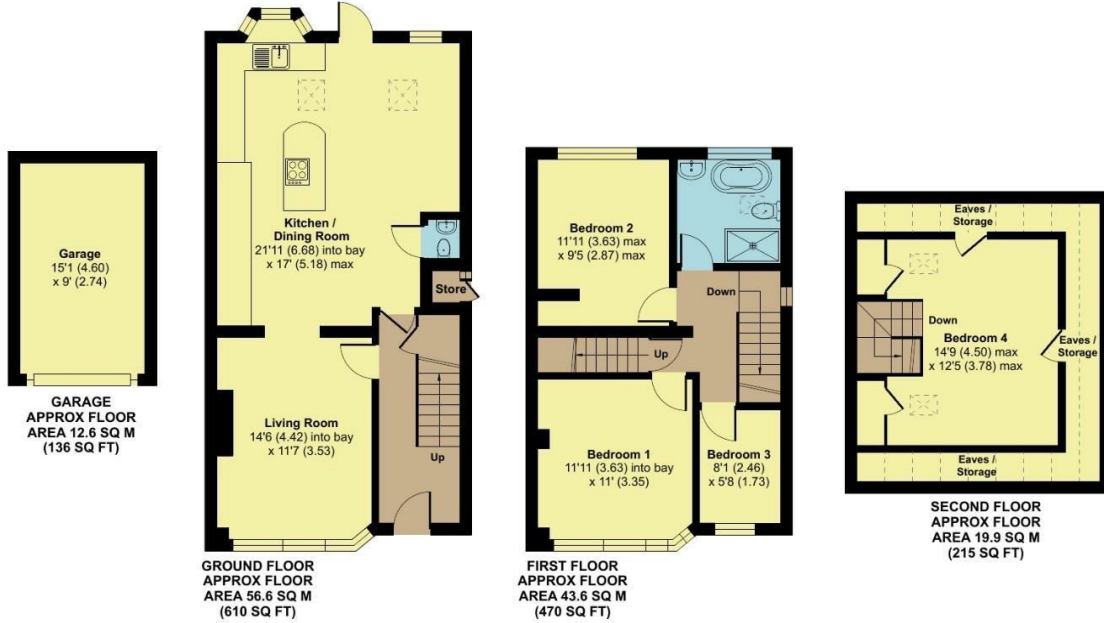 Garage
15'1 (4.60)
x 9' (2.74)
GARAGE
APPROX FLOOR
AREA 12.6 SQ M
(136 SQ FT)
Kitchen /
Dining Room
21'11 (6.68) into bay
x 17' (5.18) max
Store
Living Room
14'6 (4.42) into bay
x 11'7 (3.53)
Up
GROUND FLOOR
APPROX FLOOR
AREA 56.6 SQ M
(610 SQ FT)
Bedroom 2
11'11 (3.63) max
x 9'5 (2.87) max
Down
Up
Bedroom 1
11'11 (3.63) into bay
x 11' (3.35)
Bedroom 3
8'1 (2.46)
x 5'8 (1.73)
FIRST FLOOR
APPROX FLOOR
AREA 43.6 SQ M
(470 SQ FT)
Eaves /
Storage
Down
Bedroom 4
14'9 (4.50) max
x 12'5 (3.78) max
Eaves /
Storage
Eaves /
Storage
SECOND FLOOR
APPROX FLOOR
AREA 19.9 SQ M
(215 SQ FT)